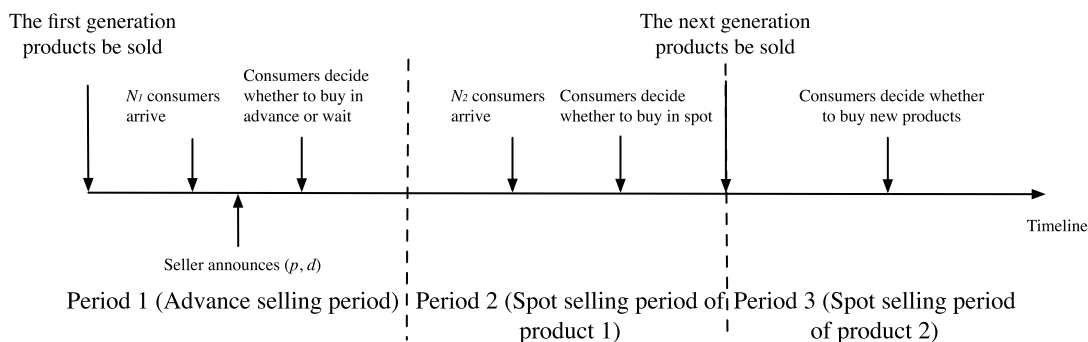 The first generation
products be sold
The next generation
products be sold
N1 consumers
arrive
Consumers decide
whether to buy in
advance or wait
N2 consumers
arrive
Consumers decide
whether to buy in spot
Consumers decide whether
to buy new products
Timeline
Seller announces (p, d)
Period 1 (Advance selling period)
Period 2 (Spot selling period of
product 1)
Period 3 (Spot selling period
of product 2)